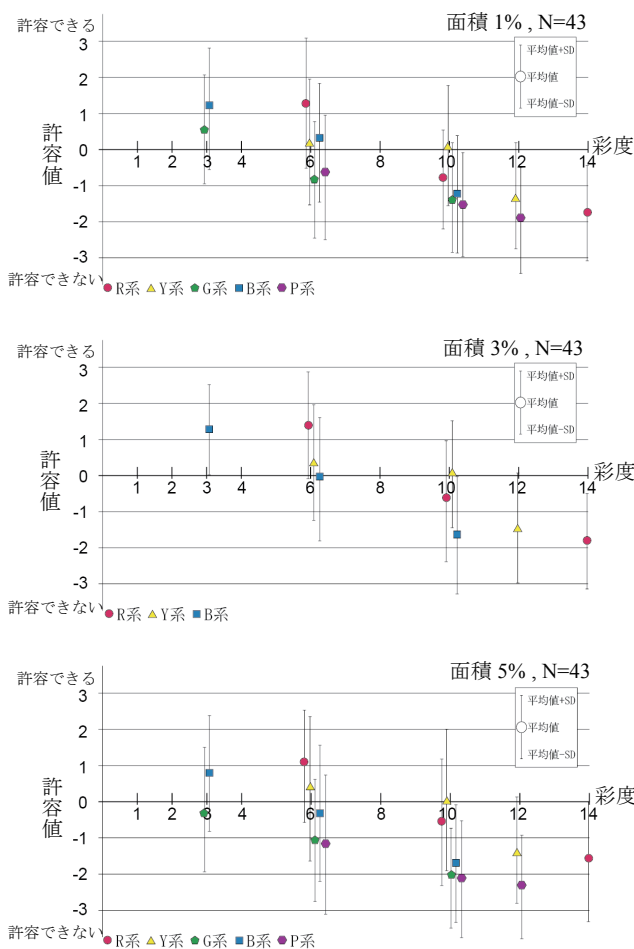 許容できる
面積 1% , N=43
平均値+SD
平均値
平均値-SD
3
2
1
0
-1
-2
-3
許容値
1 2 3 4 6 8 10 12 14
彩度
許容できない
R系 Y系 G系 B系 P系
許容できる
面積 3% , N=43
平均値+SD
平均値
平均値-SD
3
2
1
0
-1
-2
-3
許容値
1 2 3 4 6 8 10 12 14
彩度
許容できない
R系 Y系 B系
許容できる
面積 5% , N=43
平均値+SD
平均値
平均値-SD
3
2
1
0
-1
-2
-3
許容値
1 2 3 4 6 8 10 12 14
彩度
許容できない
R系 Y系 G系 B系 P系